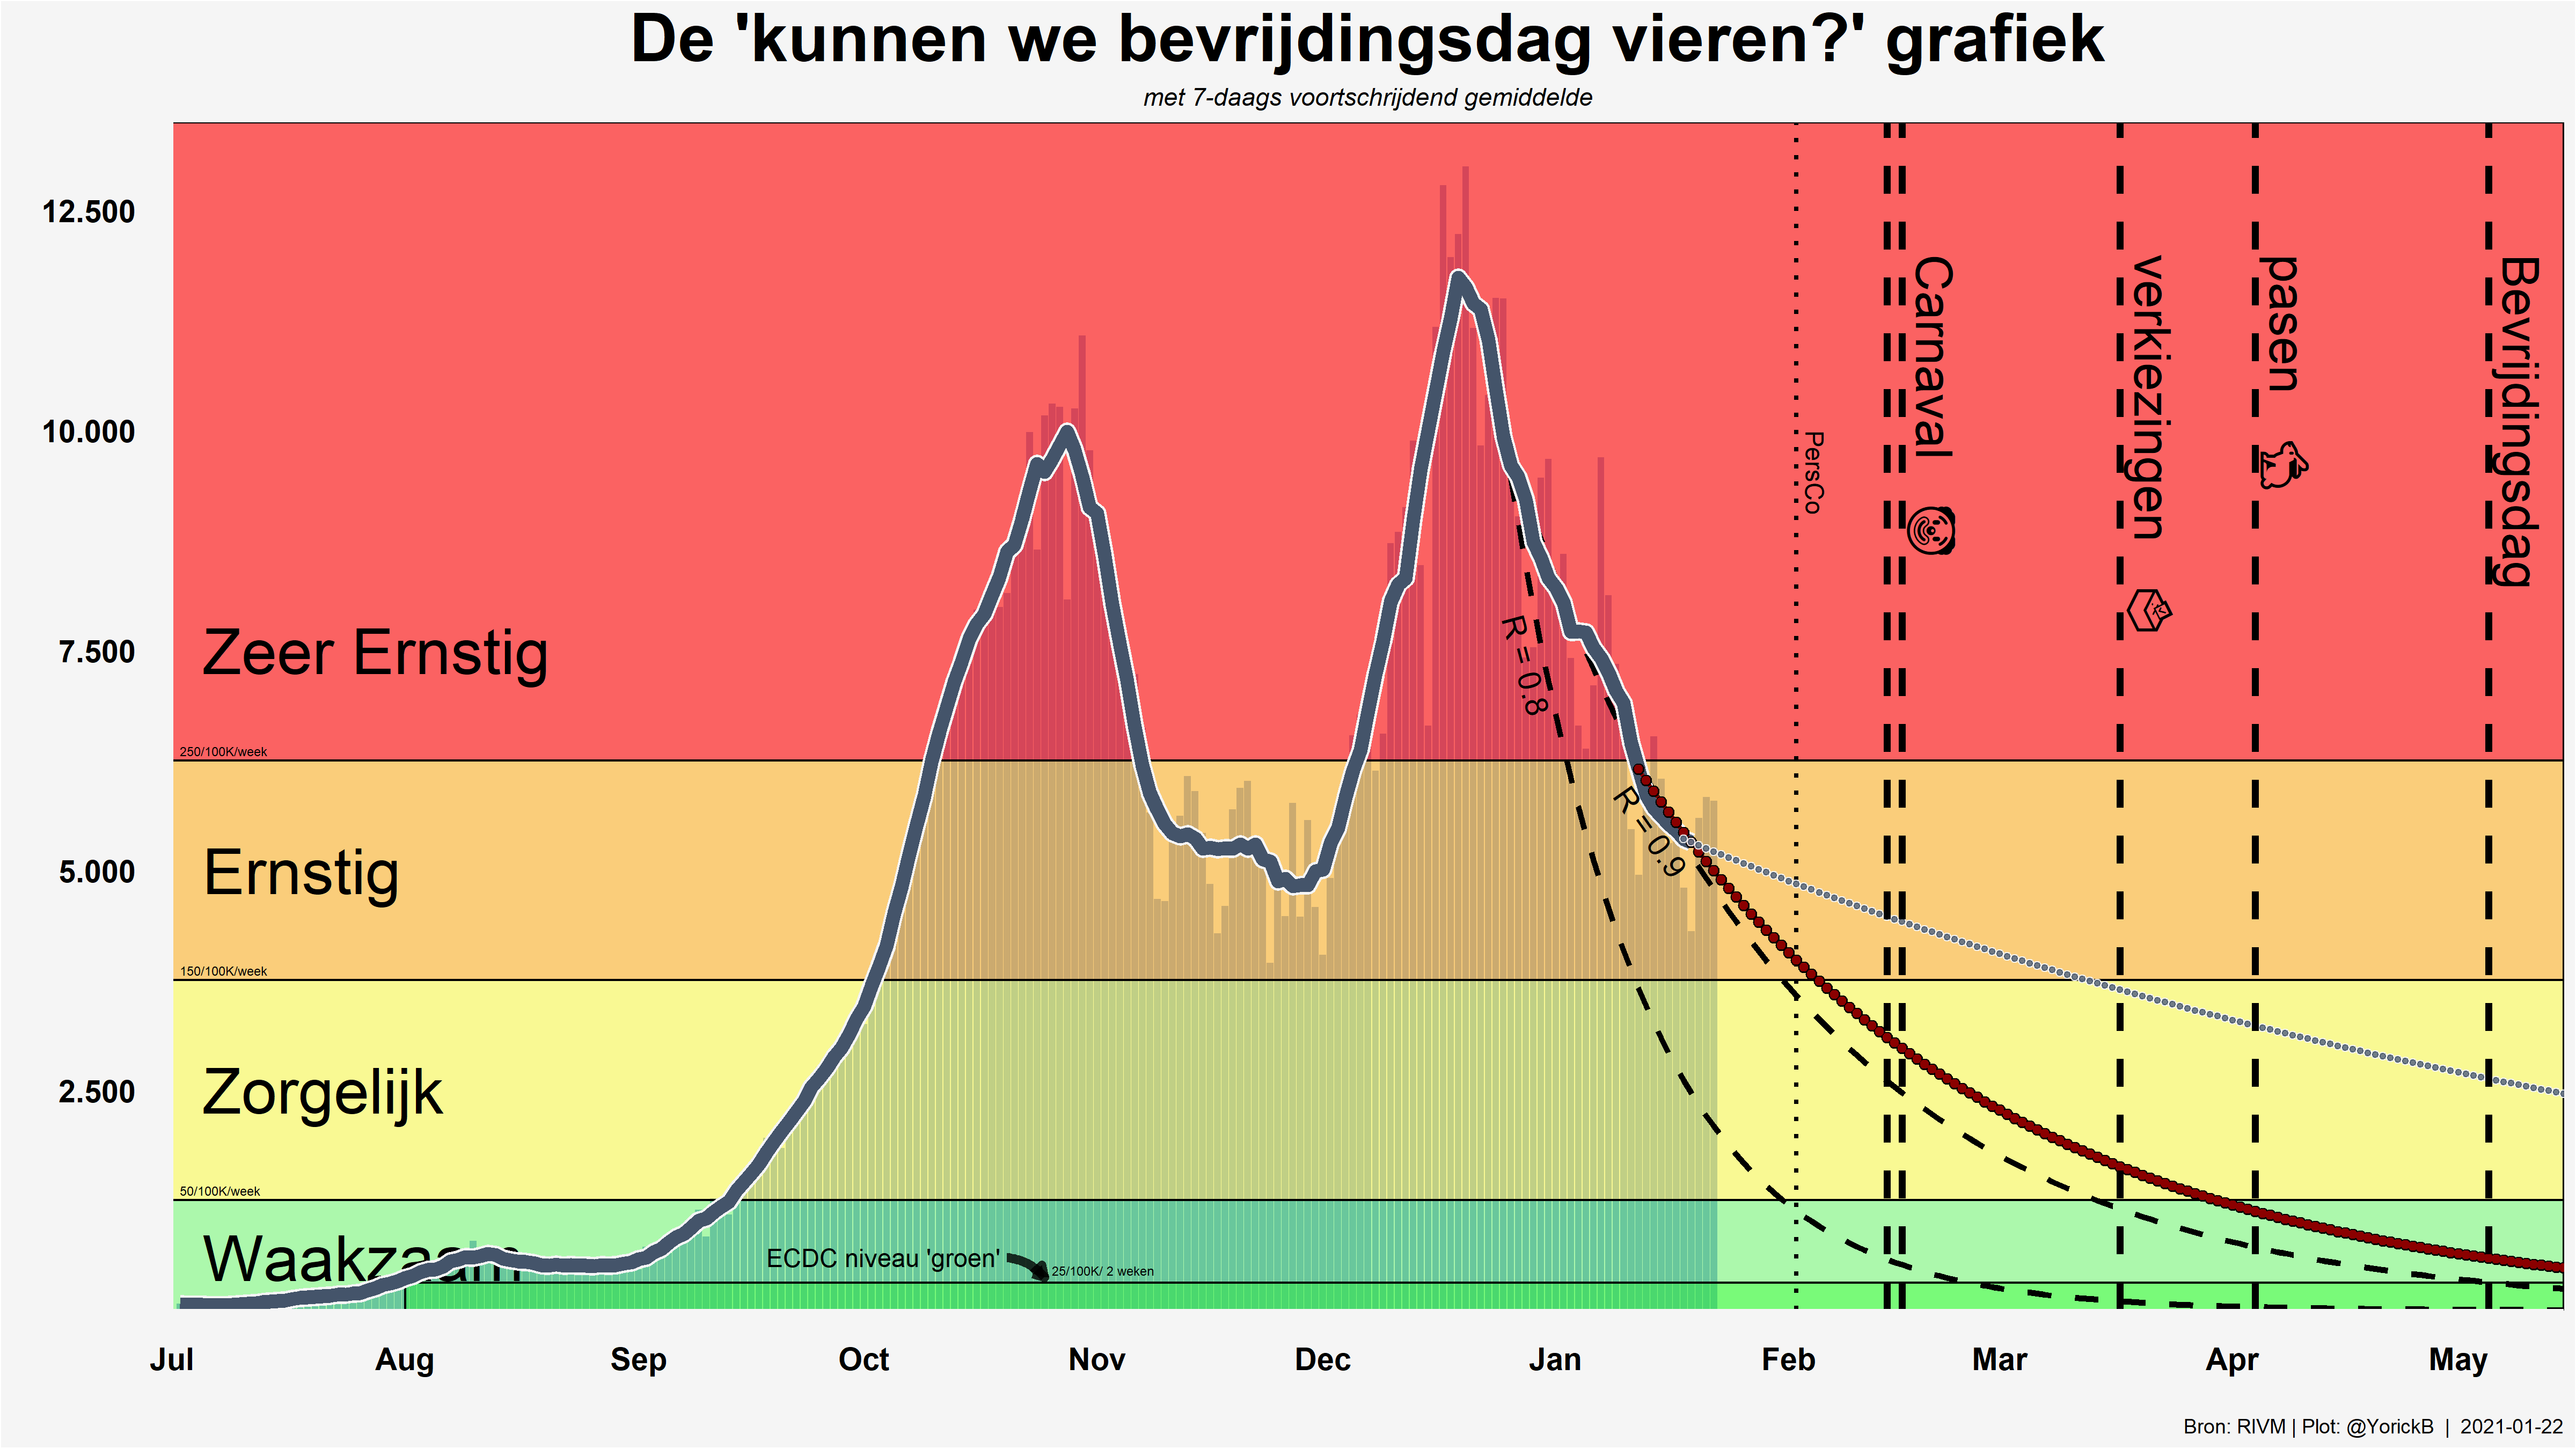 De 'kunnen we bevrijdingsdag vieren?' grafiek
met 7-daags voortschrijdend gemiddelde
12.500
10.000
7.500
5.000
2.500
Zeer Ernstig
250/100K/week
Ernstig
150/100K/week
Zorgelijk
50/100K/week
Waakzaam
ECDC niveau 'groen'
25/100K/ 2 weken
R =0.8
R =0.9
PersCo
Carnaval
verkiezingen
pasen
Bevrijdingsdag
Jul
Aug
Sep
Oct
Nov
Dec
Jan
Feb
Mar
Apr
May
Bron: RIVM | Plot: @YorickB | 2021-01-22